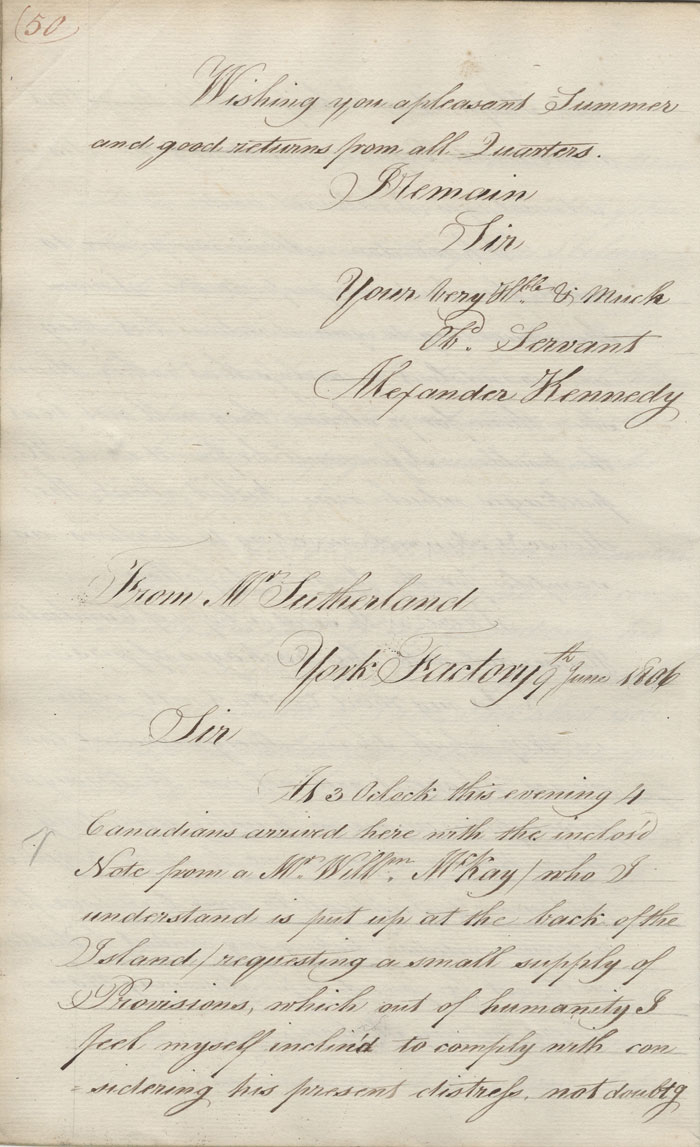 (50
Wishing you a pleasant Summer
and good returns from all Quarters.
I Remain
Sir
Your Very Hble & Much
Obd. Servant
Alexander Kennedy
From Mr Sutherland
York Factory 9th June 1806
Sir
At 3 Oclock this evening 4
Canadians arrived here with the inclos'd
Note from a Mr. Willm. McKay / who I
understand is put up at the back of the
Island / requesting a small supply of
Provisions, which out of humanity I
feel myself inclin'd to comply with con
=sidering his present distress, not doubtg